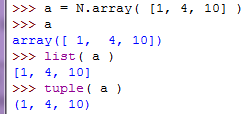 >>> a = N.array( [1, 4, 10] )
>>> a
array([ 1,  4, 10])
>>> list( a )
[1, 4, 10]
>>> tuple( a )
(1, 4, 10)